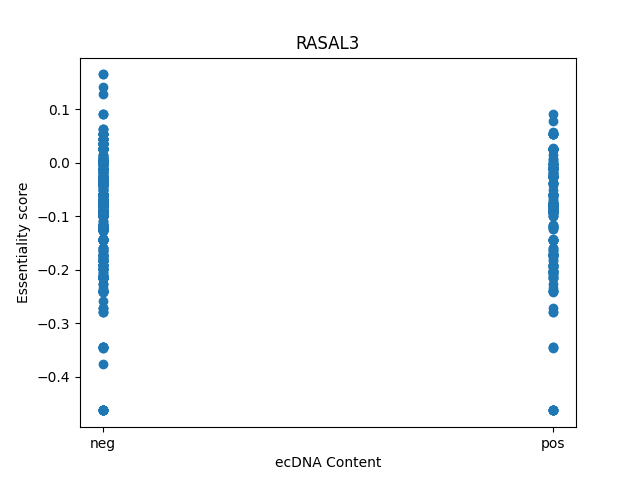 RASAL3
Essentiality score
0.1
0.0
−0.1
−0.2
−0.3
−0.4
neg
pos
ecDNA Content